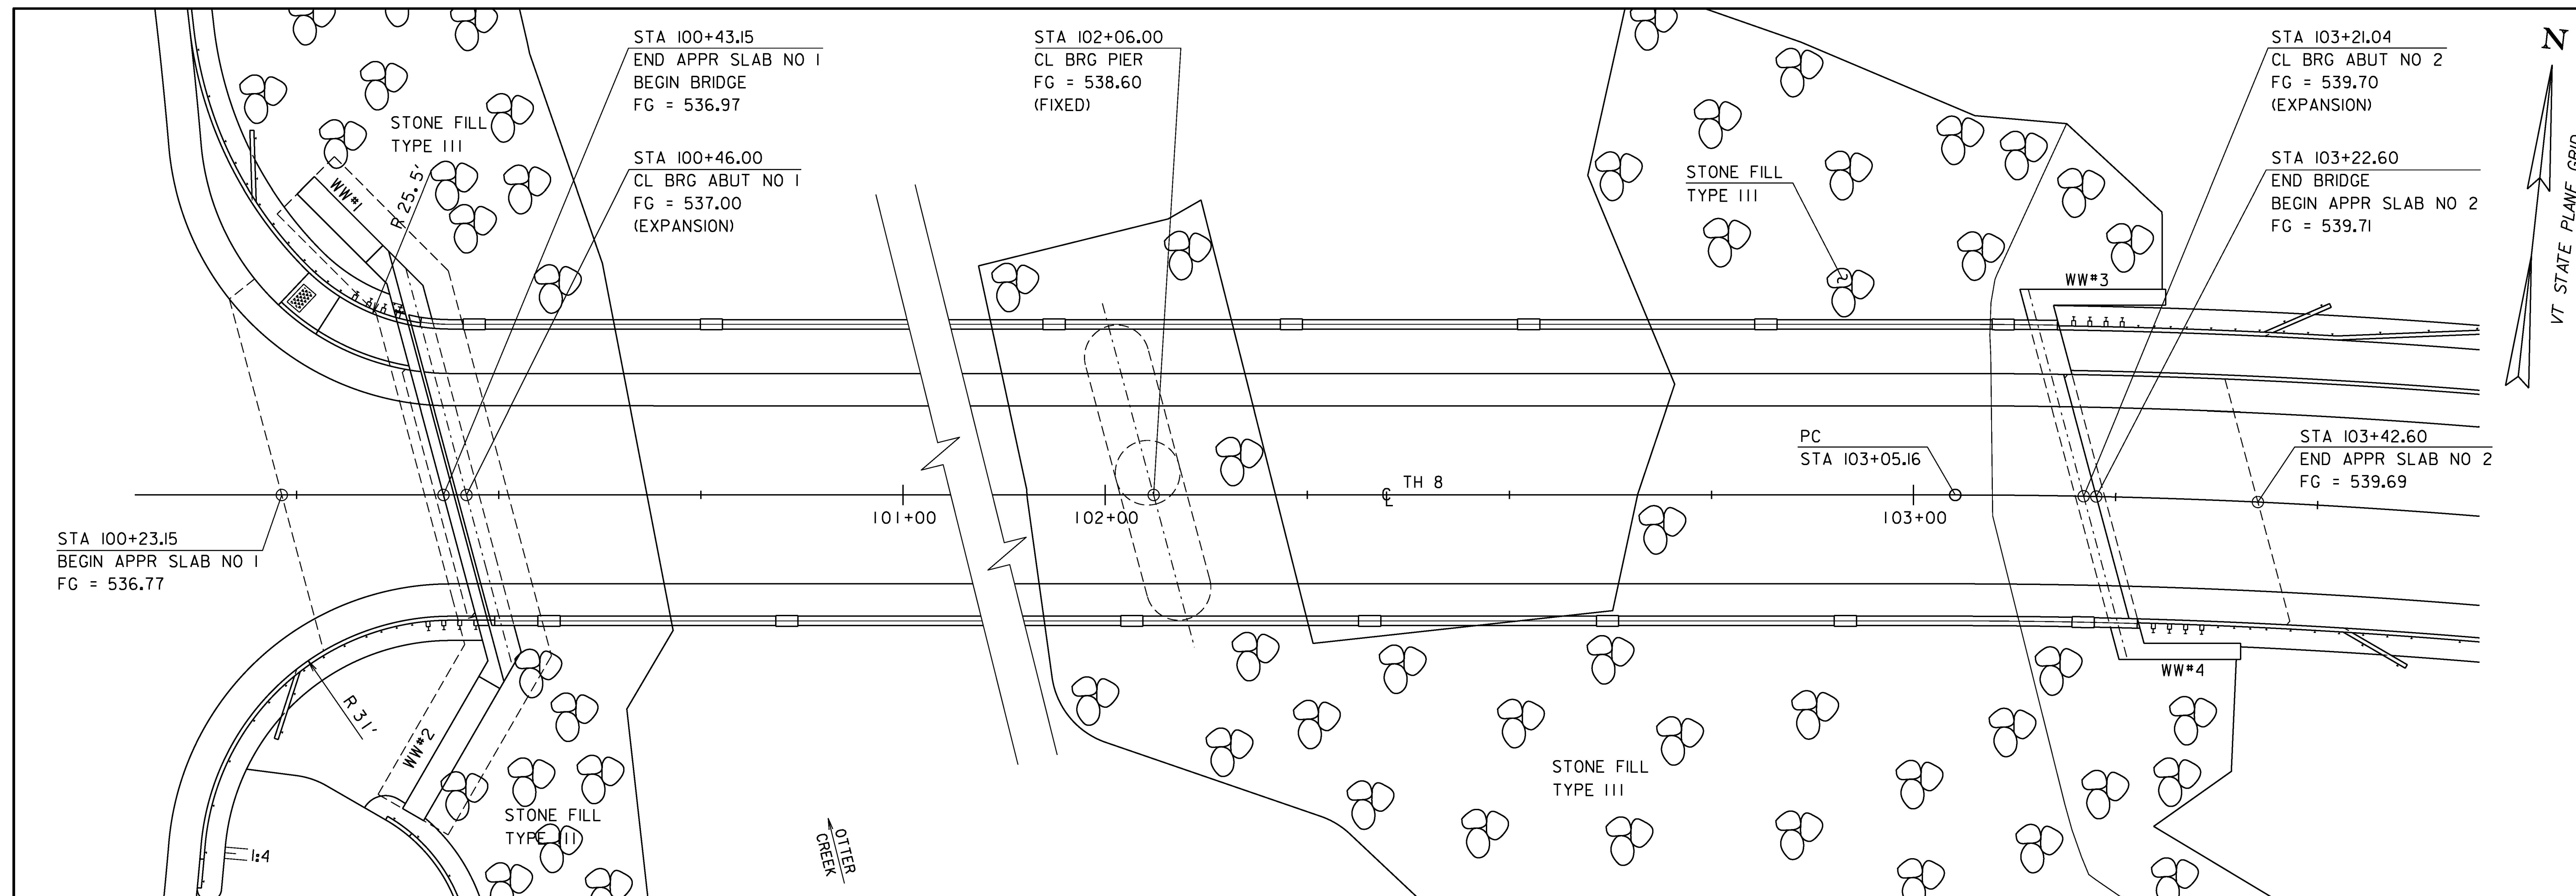 STA 100+43.15
END APPR SLAB NO 1
BEGIN BRIDGE
FG = 536.97
STA 102+06.00
CL BRG PIER
FG = 538.60
(FIXED)
STA 103+21.04
CL BRG ABUT NO 2
FG = 539.70
(EXPANSION)
N
VT STATE PLANE GRID
STONE FILL
TYPE III
STA 100+46.00
CL BRG ABUT NO 1
FG = 537.00
(EXPANSION)
STONE FILL
TYPE III
STA 103+22.60
END BRIDGE
BEGIN APPR SLAB NO 2
FG = 539.71
WW#1
R 25.5'
WW#3
PC
STA 103+05.16
STA 103+42.60
END APPR SLAB NO 2
FG = 539.69
TH 8
101+00
102+00
103+00
STA 100+23.15
BEGIN APPR SLAB NO 1
FG = 536.77
R 31'
WW#2
WW#4
STONE FILL
TYPE III
STONE FILL
TYPE III
1:4
OTTER
CREEK